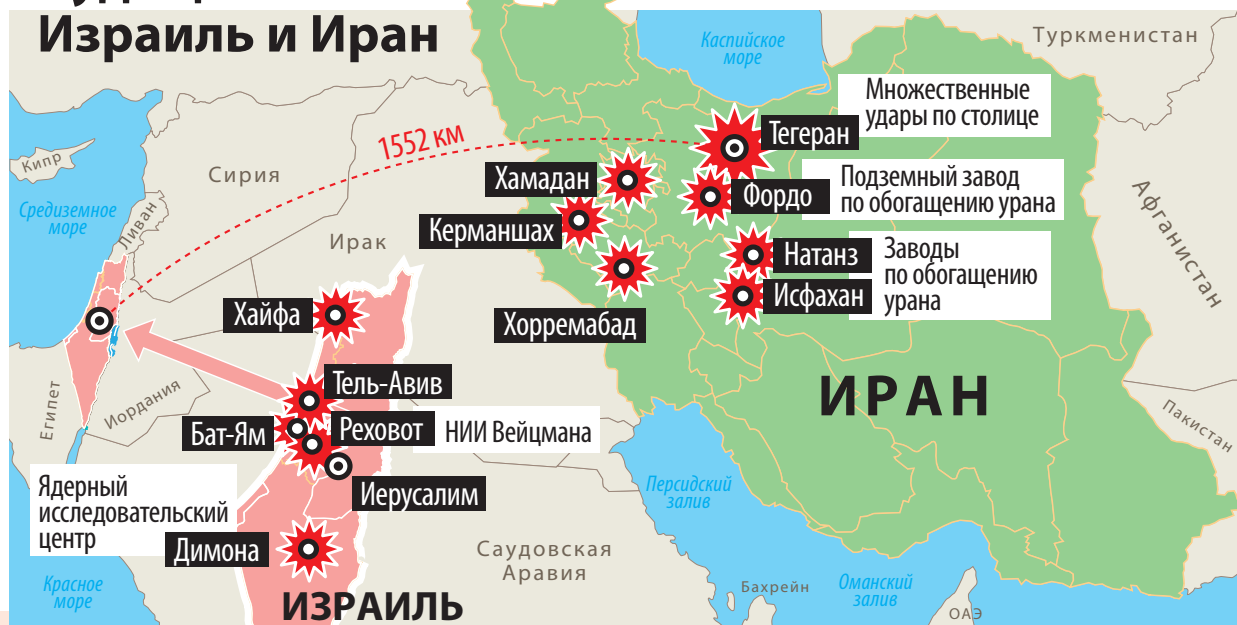 Израиль и Иран
Каспийское
море
Туркменистан
Множественные
удары по столице
Тегеран
1552 км
Кипр
Сирия
Хамадан
Фордо
Подземный завод
по обогащению урана
Афганистан
Средиземное
море
Ливан
Керманшах
Ирак
Натанз
Заводы
по обогащению
урана
Исфахан
Хайфа
Хорремабад
Тель-Авив
ИРАН
Египет
Иордания
Бат-Ям
Реховот
НИИ Вейцмана
Пакистан
Иерусалим
Персидский
залив
Ядерный
исследовательский
центр
Димона
Саудовская
Аравия
Красное
море
Бахрейн
Оманский
залив
ИЗРАИЛЬ
ОАЭ